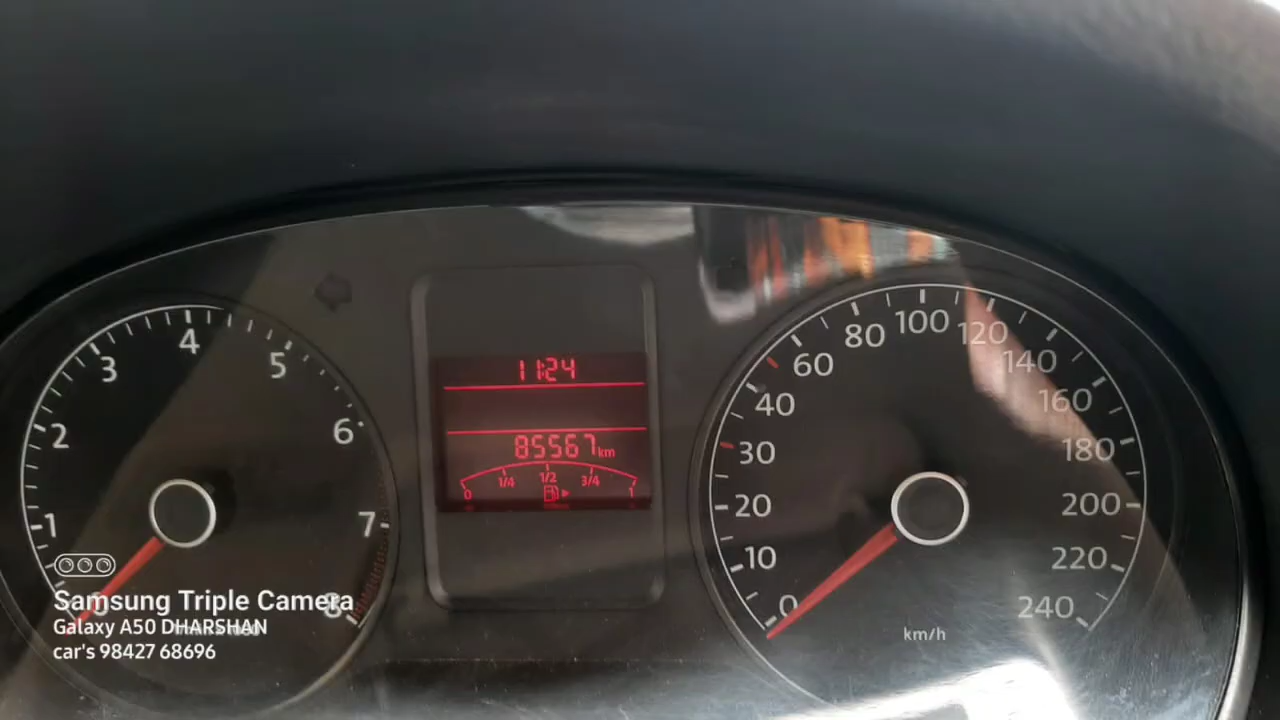 11:24
85567 km
0 1/4 1/2 3/4 1
1 2 3 4 5 6 7 8
0 10 20 30 40 60 80 100 120 140 160 180 200 220 240
km/h
Samsung Triple Camera
Galaxy A50 DHARSHAN
car's 98427 68696